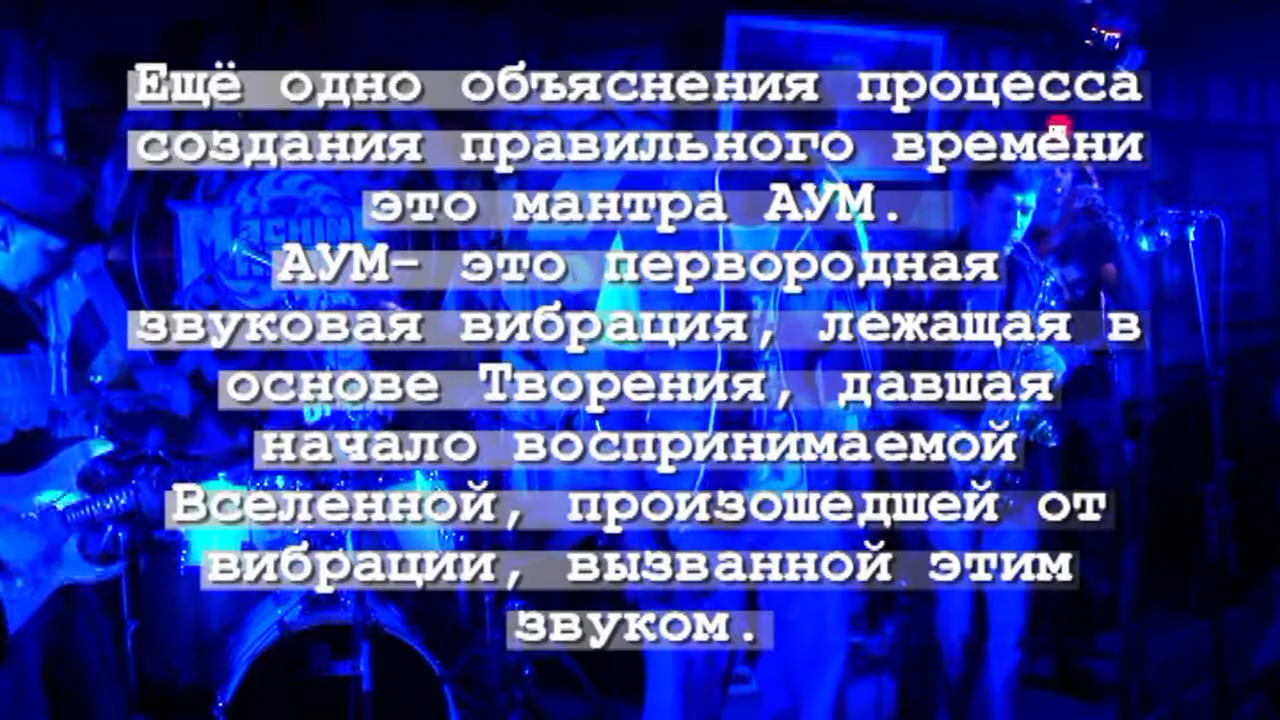 Ещё одно объяснения процесса
создания правильного времени
это мантра АУМ.
АУМ- это первородная
звуковая вибрация, лежащая в
основе Творения, давшая
начало воспринимаемой
Вселенной, произошедшей от
вибрации, вызванной этим
звуком.